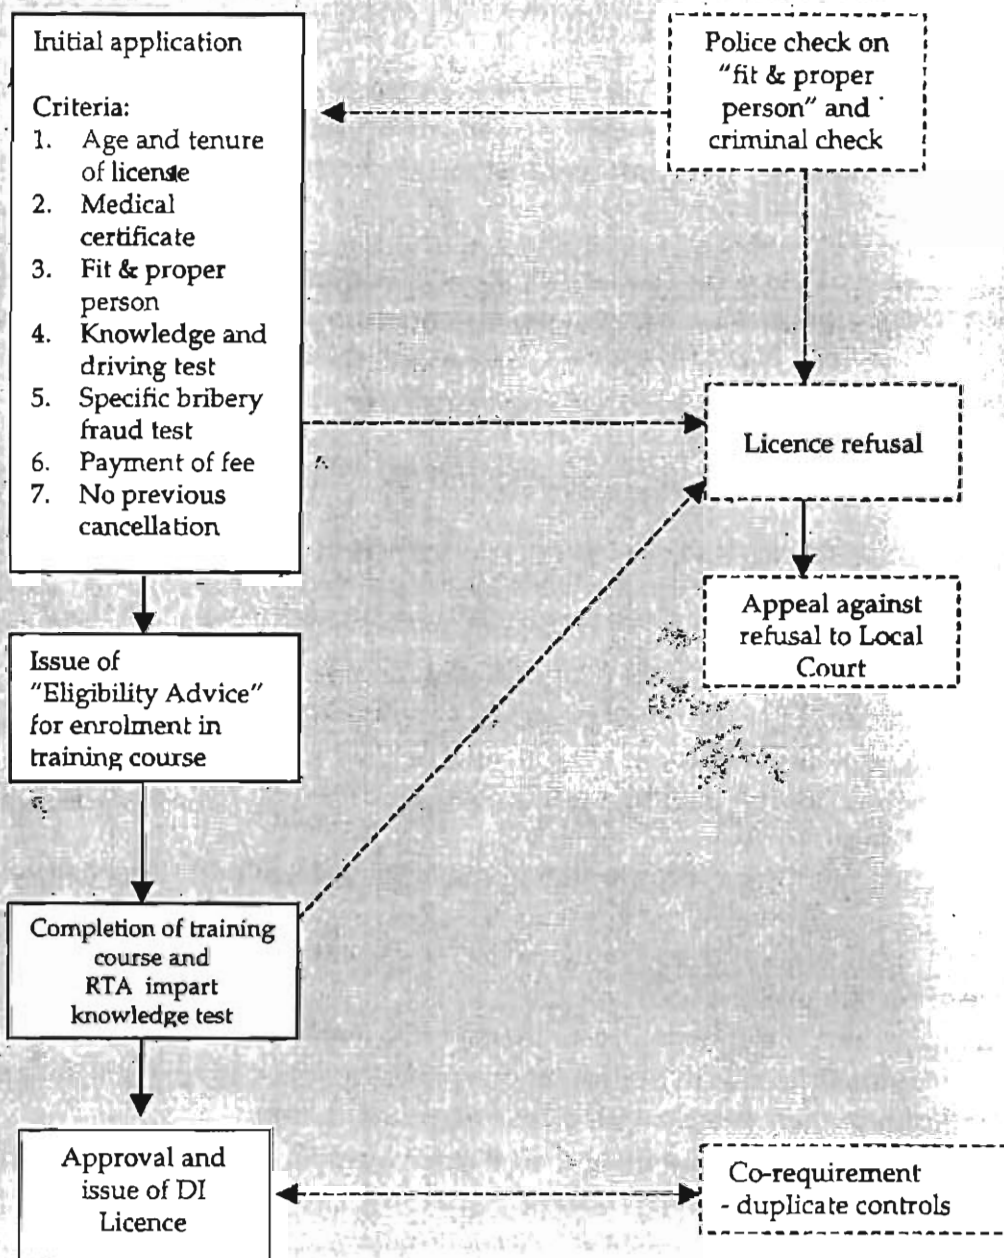 Initial application
Criteria:
1. Age and tenure
of license
2. Medical
certificate
3. Fit & proper
person
4. Knowledge and
driving test
5. Specific bribery
fraud test
6. Payment of fee
7. No previous
cancellation
Police check on
"fit & proper
person" and
criminal check
Licence refusal
Appeal against
refusal to Local
Court
Issue of
"Eligibility Advice"
for enrolment in
training course
Completion of training
course and
RTA impart
knowledge test
Approval and
issue of DI
Licence
Co-requirement
- duplicate controls